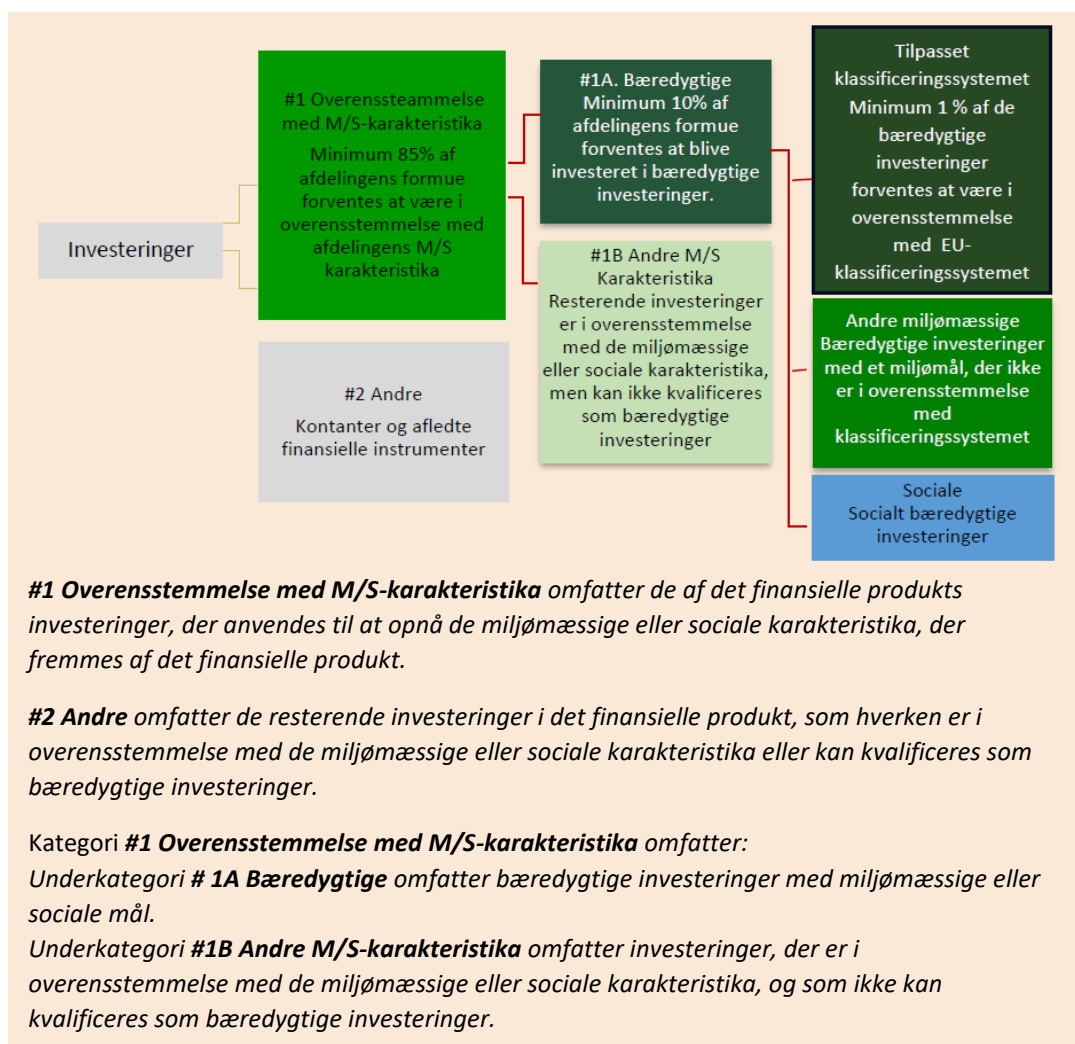 Investeringer
#1 Overenssteammelse
med M/S-karakteristika
Minimum 85% af
afdelingens formue
forventes at være i
overensstemmelse med
afdelingens M/S
karakteristika
#2 Andre
Kontanter og afledte
finansielle instrumenter
#1A. Bæredygtige
Minimum 10% af
afdelingens formue
forventes at blive
investeret i bæredygtige
investeringer.
#1B Andre M/S
Karakteristika
Resterende investeringer
er i overensstemmelse
med de miljømæssige
eller sociale karakteristika,
men kan ikke kvalificeres
som bæredygtige
investeringer
Tilpasset
klassificeringssystemet
Minimum 1 % af de
bæredygtige
investeringer
forventes at være i
overensstemmelse
med EU-
klassificeringssystemet
Andre miljømæssige
Bæredygtige investeringer
med et miljømål, der ikke
er i overensstemmelse
med
klassificeringssystemet
Sociale
Socialt bæredygtige
investeringer
#1 Overensstemmelse med M/S-karakteristika omfatter de af det finansielle produkts
investeringer, der anvendes til at opnå de miljømæssige eller sociale karakteristika, der
fremmes af det finansielle produkt.
#2 Andre omfatter de resterende investeringer i det finansielle produkt, som hverken er i
overensstemmelse med de miljømæssige eller sociale karakteristika eller kan kvalificeres som
bæredygtige investeringer.
Kategori #1 Overensstemmelse med M/S-karakteristika omfatter:
Underkategori # 1A Bæredygtige omfatter bæredygtige investeringer med miljømæssige eller
sociale mål.
Underkategori #1B Andre M/S-karakteristika omfatter investeringer, der er i
overensstemmelse med de miljømæssige eller sociale karakteristika, og som ikke kan
kvalificeres som bæredygtige investeringer.